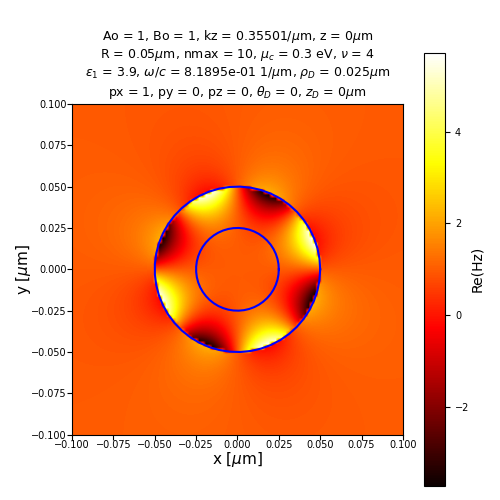 Ao = 1, Bo = 1, kz = 0.35501/μm, z = 0μm
R = 0.05μm, nmax = 10, μc = 0.3 eV, ν = 4
ε1 = 3.9, ω/c = 8.1895e-01 1/μm, ρD = 0.025μm
px = 1, py = 0, pz = 0, θD = 0, zD = 0μm
0.100
0.075
0.050
0.025
0.000
−0.025
−0.050
−0.075
−0.100
y [μm]
−0.100 −0.075 −0.050 −0.025 0.000 0.025 0.050 0.075 0.100
x [μm]
4
2
0
−2
Re(Hz)